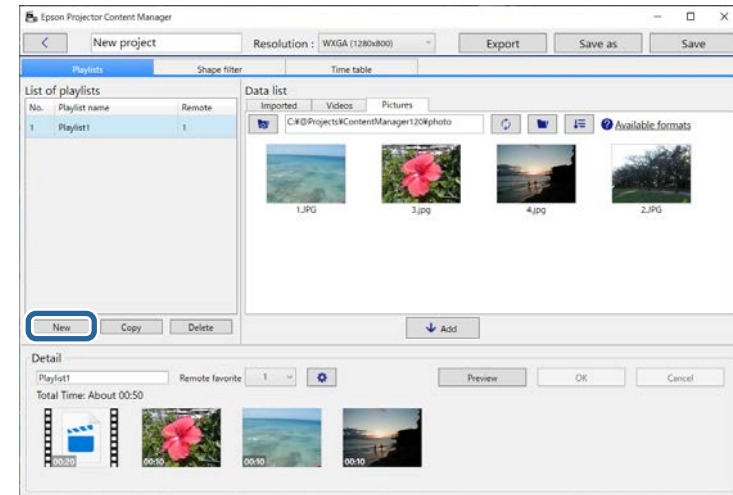 Epson Projector Content Manager
New project Resolution : WXGA (1280x800) Export Save as Save
Playlists Shape filter Time table
List of playlists Data list
No. Playlist name Remote Imported Videos Pictures
1 Playlist1 1 C:¥@Projects¥ContentManager120¥photo Available formats
1.JPG 3.jpg 4.jpg 2.JPG
New Copy Delete Add
Detail
Playlist1 Remote favorite 1 Preview OK Cancel
Total Time: About 00:50
00:20 00:10 00:10 00:10